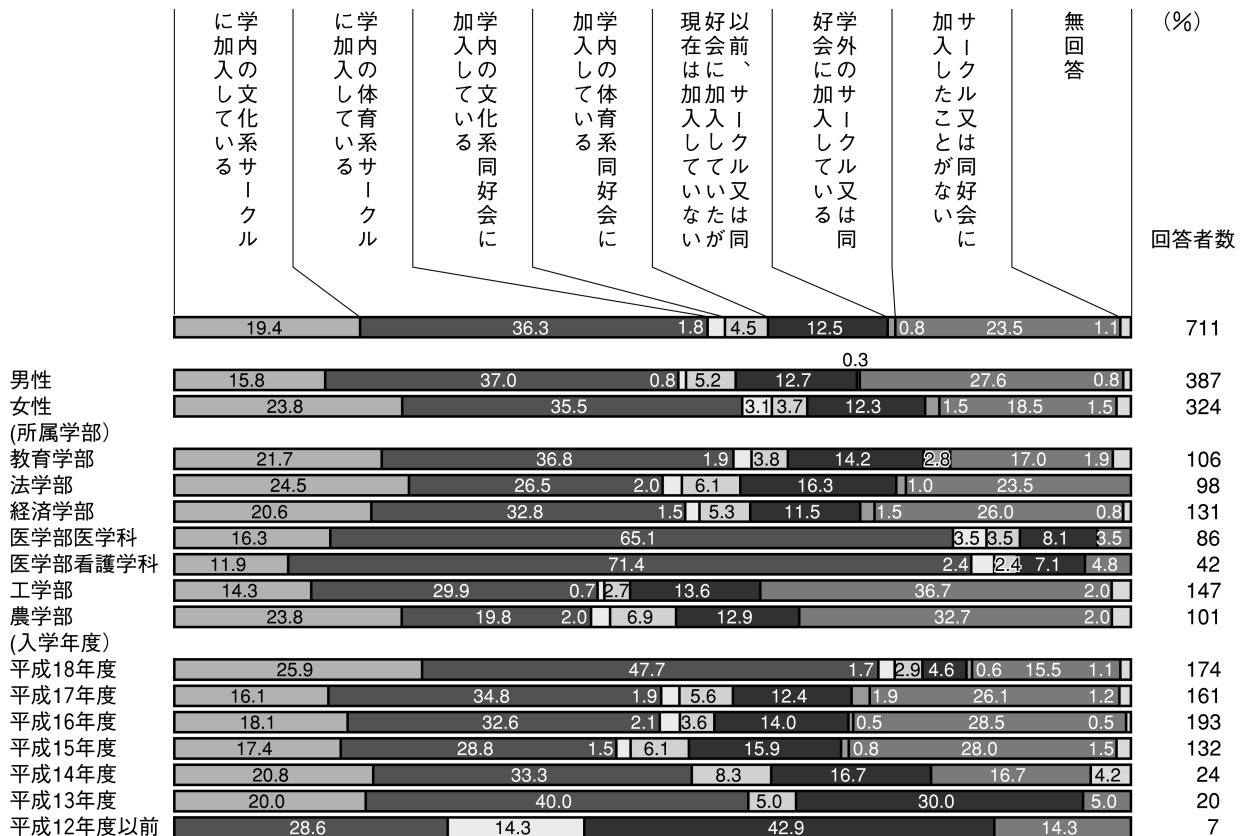 学内の文化系サークル
に加入している
学内の体育系サークル
に加入している
学内の文化系同好会に
加入している
学内の体育系同好会に
加入している
以前、サークル又は同
好会に加入していたが
現在は加入していない
学外のサークル又は同
好会に加入している
サークル又は同好会に
加入したことがない
無回答
(%)
回答者数
19.4 36.3 1.8 4.5 12.5 0.8 23.5 1.1 711
0.3
男性 15.8 37.0 0.8 5.2 12.7 27.6 0.8 387
女性 23.8 35.5 3.1 3.7 12.3 1.5 18.5 1.5 324
(所属学部)
教育学部 21.7 36.8 1.9 3.8 14.2 2.8 17.0 1.9 106
法学部 24.5 26.5 2.0 6.1 16.3 1.0 23.5 98
経済学部 20.6 32.8 1.5 5.3 11.5 1.5 26.0 0.8 131
医学部医学科 16.3 65.1 3.5 3.5 8.1 3.5 86
医学部看護学科 11.9 71.4 2.4 2.4 7.1 4.8 42
工学部 14.3 29.9 0.7 2.7 13.6 36.7 2.0 147
農学部 23.8 19.8 2.0 6.9 12.9 32.7 2.0 101
(入学年度)
平成18年度 25.9 47.7 1.7 2.9 4.6 0.6 15.5 1.1 174
平成17年度 16.1 34.8 1.9 5.6 12.4 1.9 26.1 1.2 161
平成16年度 18.1 32.6 2.1 3.6 14.0 0.5 28.5 0.5 193
平成15年度 17.4 28.8 1.5 6.1 15.9 0.8 28.0 1.5 132
平成14年度 20.8 33.3 8.3 16.7 16.7 4.2 24
平成13年度 20.0 40.0 5.0 30.0 5.0 20
平成12年度以前 28.6 14.3 42.9 14.3 7